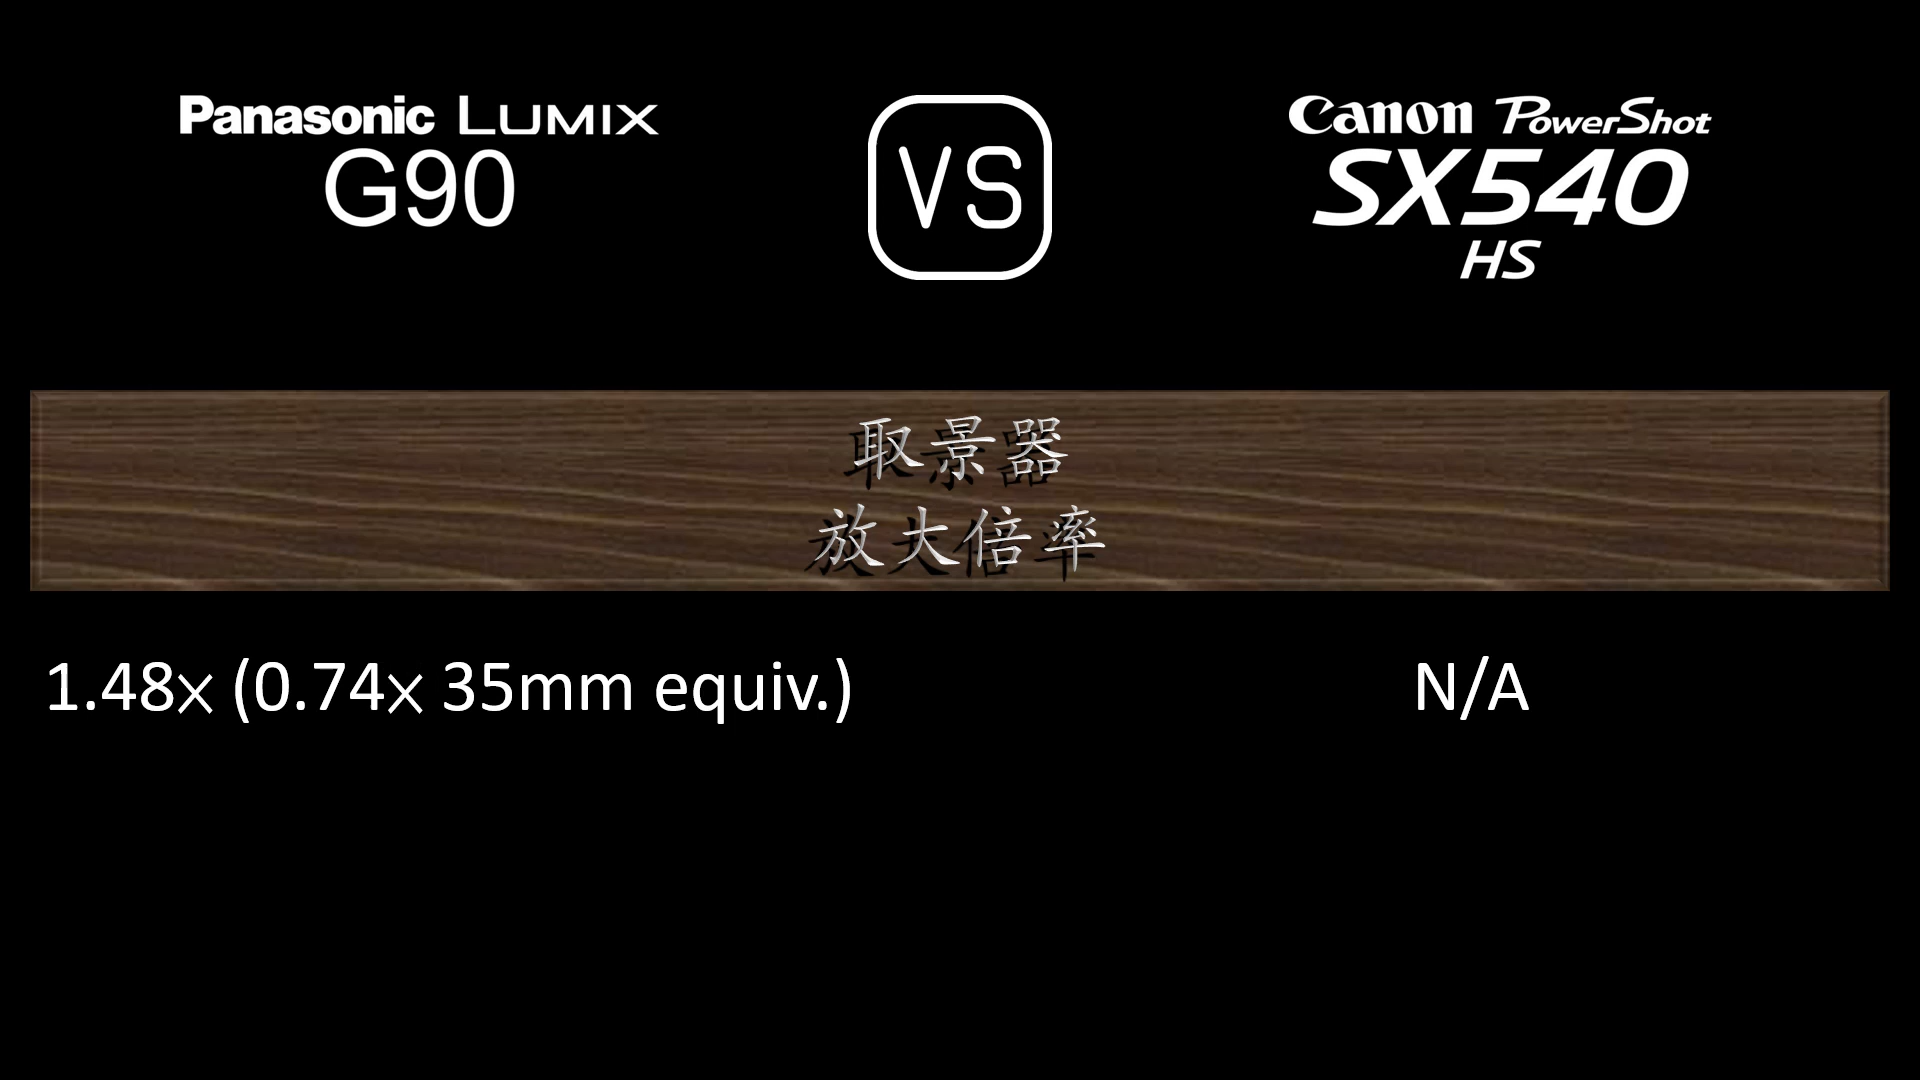 Panasonic LUMIX
G90
VS
Canon PowerShot
SX540
HS
取景器
放大倍率
1.48x (0.74x 35mm equiv.)
N/A